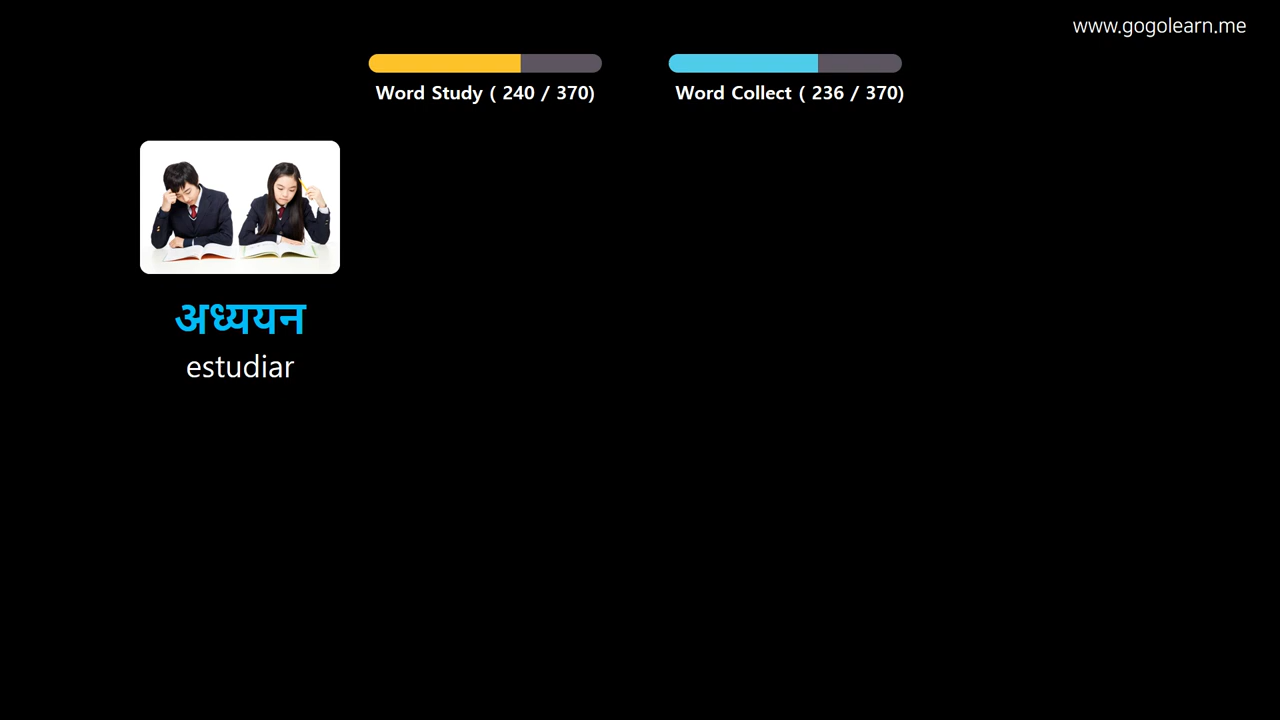 www.gogolearn.me
Word Study ( 240 / 370)
Word Collect ( 236 / 370)
अध्ययन
estudiar